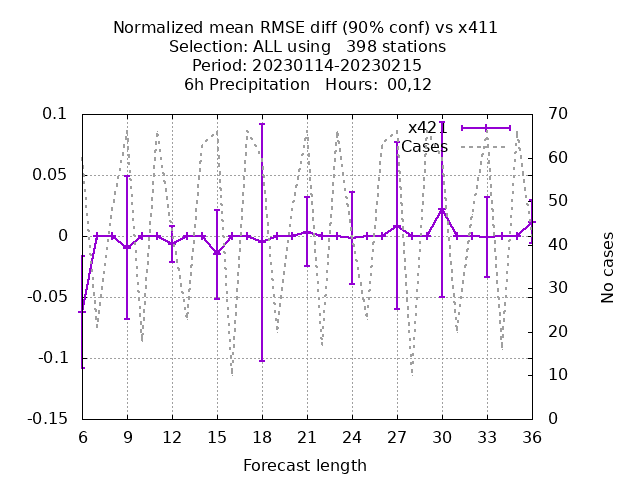 Normalized mean RMSE diff (90% conf) vs x411
Selection: ALL using   398 stations
Period: 20230114-20230215
6h Precipitation   Hours:  00,12
0.1
0.05
0
-0.05
-0.1
-0.15
x421
Cases
70
60
50
40
30
20
10
0
No cases
6 9 12 15 18 21 24 27 30 33 36
Forecast length